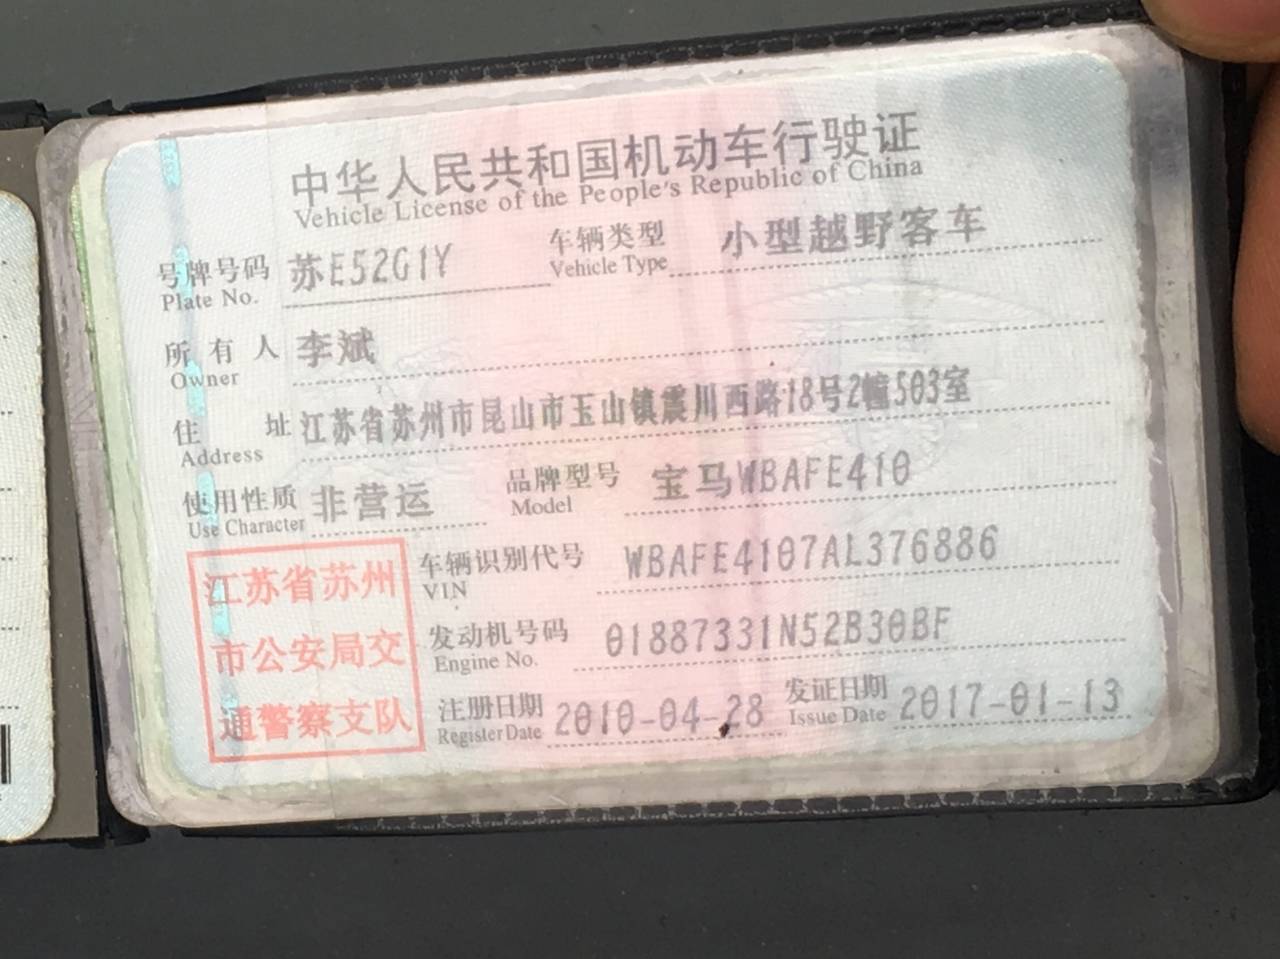 中华人民共和国机动车行驶证
Vehicle License of the People's Republic of China
号牌号码 苏E52G1Y 车辆类型 小型越野客车
Plate No. Vehicle Type
所有人 李斌
Owner
住址 江苏省苏州市昆山市玉山镇震川西路18号2幢503室
Address
使用性质 非营运 品牌型号 宝马WBAFE410
Use Character Model
江苏省苏州
市公安局交
通警察支队
车辆识别代号 WBAFE4107AL376886
VIN
发动机号码 01887331N52B30BF
Engine No.
注册日期 2010-04-28 发证日期 2017-01-13
Register Date Issue Date